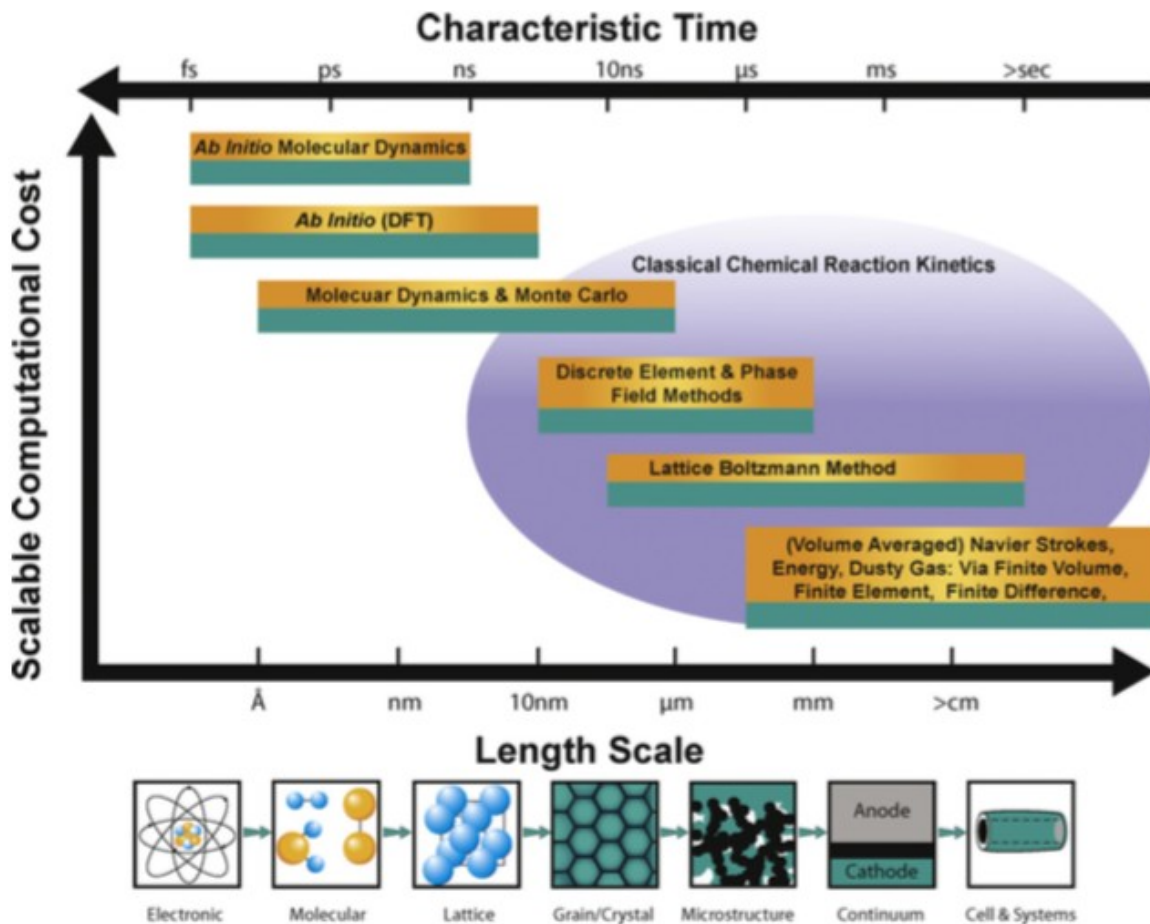 Characteristic Time
fs ps ns 10ns µs ms >sec
Scalable Computational Cost
Ab Initio Molecular Dynamics
Ab Initio (DFT)
Classical Chemical Reaction Kinetics
Molecuar Dynamics & Monte Carlo
Discrete Element & Phase
Field Methods
Lattice Boltzmann Method
(Volume Averaged) Navier Strokes,
Energy, Dusty Gas: Via Finite Volume,
Finite Element, Finite Difference,
Å nm 10nm µm mm >cm
Length Scale
Anode
Cathode
Electronic Molecular Lattice Grain/Crystal Microstructure Continuum Cell & Systems